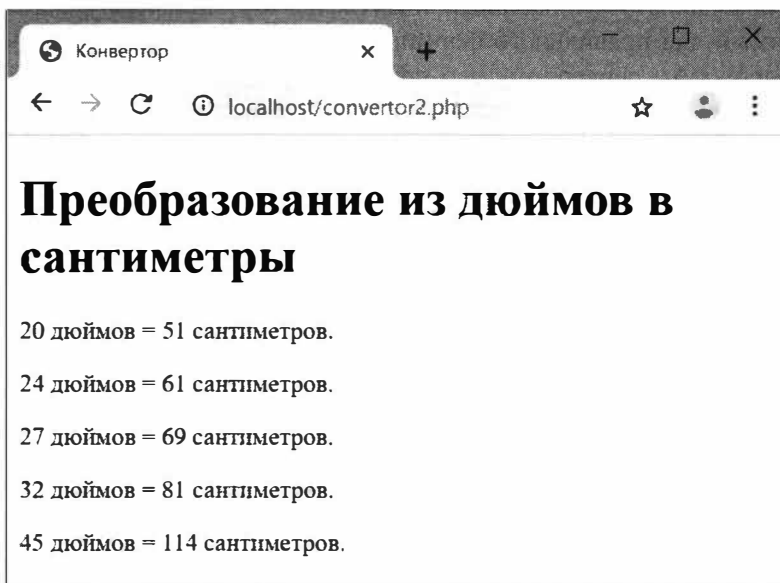 Конвертор
localhost/convertor2.php
Преобразование из дюймов в
сантиметры
20 дюймов = 51 сантиметров.
24 дюймов = 61 сантиметров.
27 дюймов = 69 сантиметров.
32 дюймов = 81 сантиметров.
45 дюймов = 114 сантиметров.